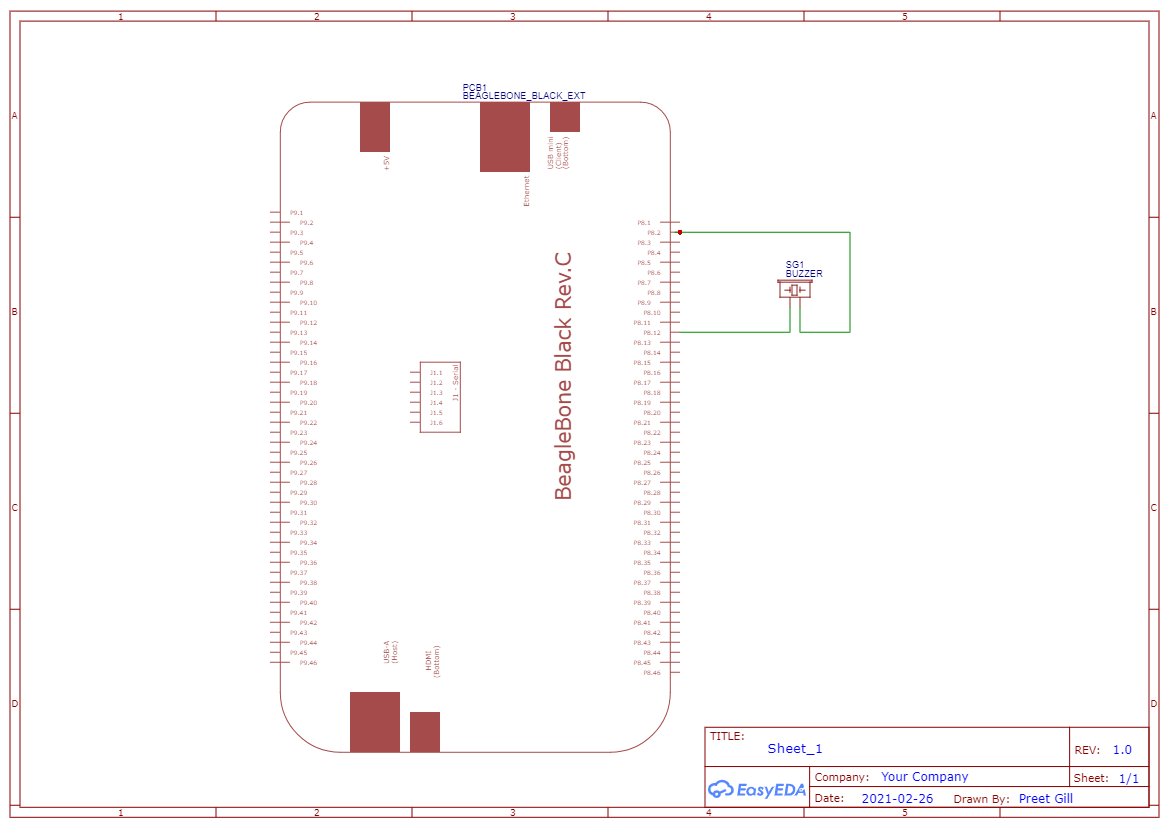 1 2 3 4 5
PCB1
BEAGLEBONE_BLACK_EXT
A A
+5V
USB mini
(Client)
(Bottom)
Ethernet
P9.1
P9.2
P9.3
P9.4
P9.5
P9.6
P9.7
P9.8
P9.9
P9.10
P9.11
P9.12
P9.13
P9.14
P9.15
P9.16
P9.17
P9.18
P9.19
P9.20
P9.21
P9.22
P9.23
P9.24
P9.25
P9.26
P9.27
P9.28
P9.29
P9.30
P9.31
P9.32
P9.33
P9.34
P9.35
P9.36
P9.37
P9.38
P9.39
P9.40
P9.41
P9.42
P9.43
P9.44
P9.45
P9.46
J1.1
J1.2
J1.3
J1.4
J1.5
J1.6
J1 - Serial
BeagleBone Black Rev.C
P8.1
P8.2
P8.3
P8.4
P8.5
P8.6
P8.7
P8.8
P8.9
P8.10
P8.11
P8.12
P8.13
P8.14
P8.15
P8.16
P8.17
P8.18
P8.19
P8.20
P8.21
P8.22
P8.23
P8.24
P8.25
P8.26
P8.27
P8.28
P8.29
P8.30
P8.31
P8.32
P8.33
P8.34
P8.35
P8.36
P8.37
P8.38
P8.39
P8.40
P8.41
P8.42
P8.43
P8.44
P8.45
P8.46
SG1
BUZZER
B B
C C
USB-A
(Host)
HDMI
(Bottom)
D D
TITLE:
Sheet_1
REV: 1.0
EasyEDA
Company: Your Company
Sheet: 1/1
Date: 2021-02-26 Drawn By: Preet Gill
1 2 3 4 5